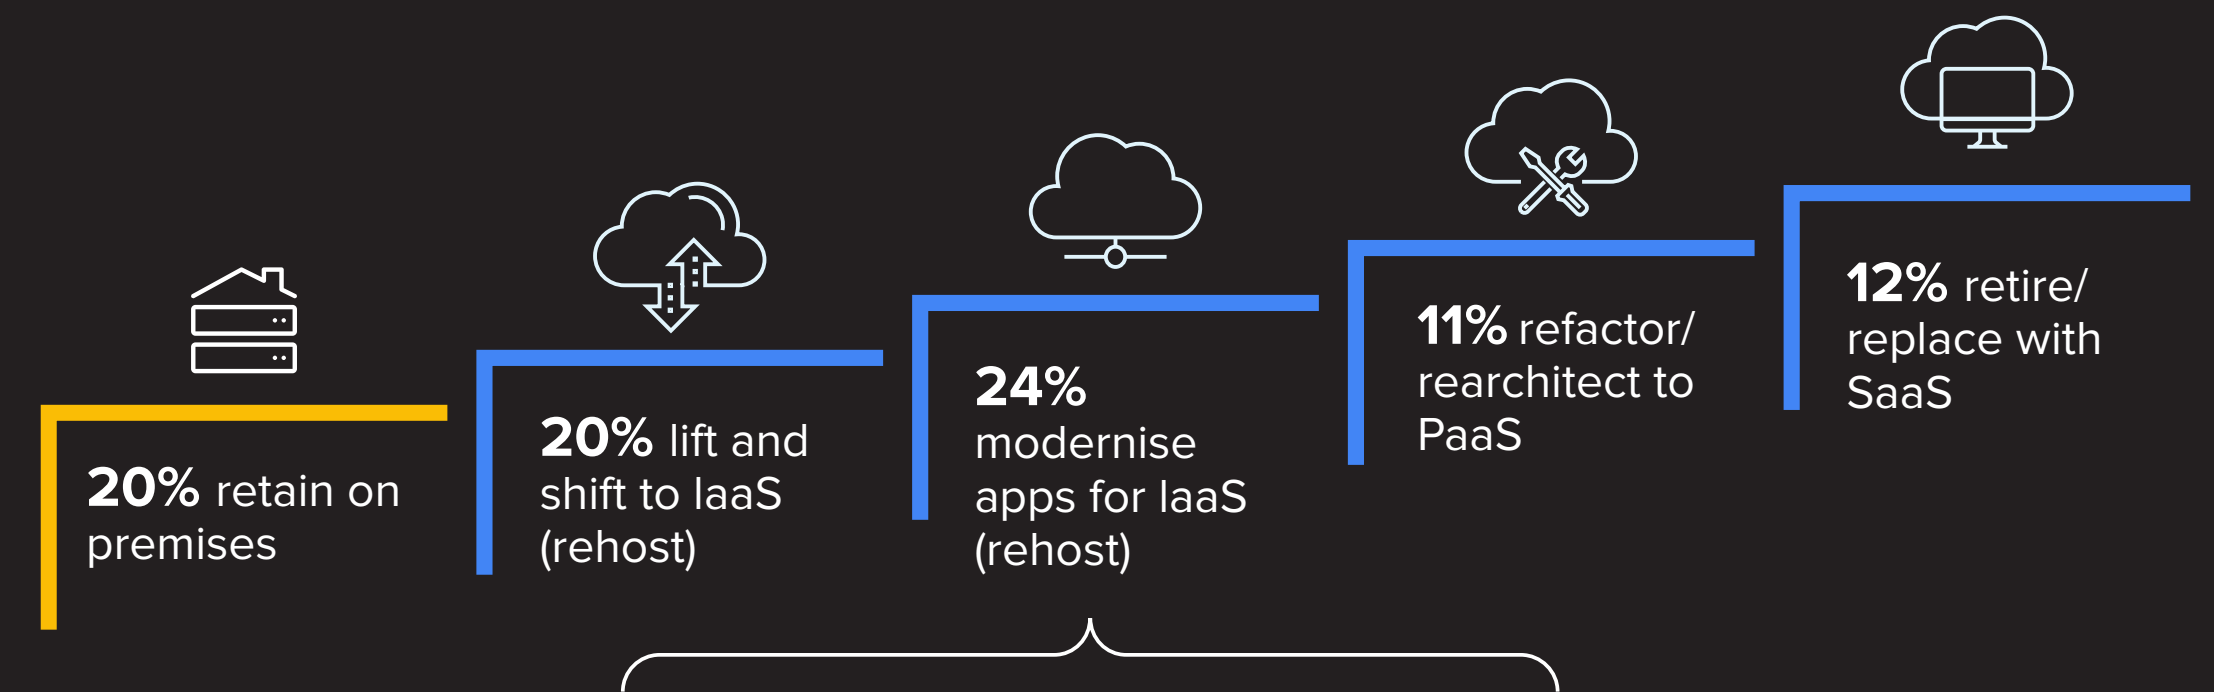 20% retain on
premises
20% lift and
shift to IaaS
(rehost)
24%
modernise
apps for IaaS
(rehost)
11% refactor/
rearchitect to
PaaS
12% retire/
replace with
SaaS